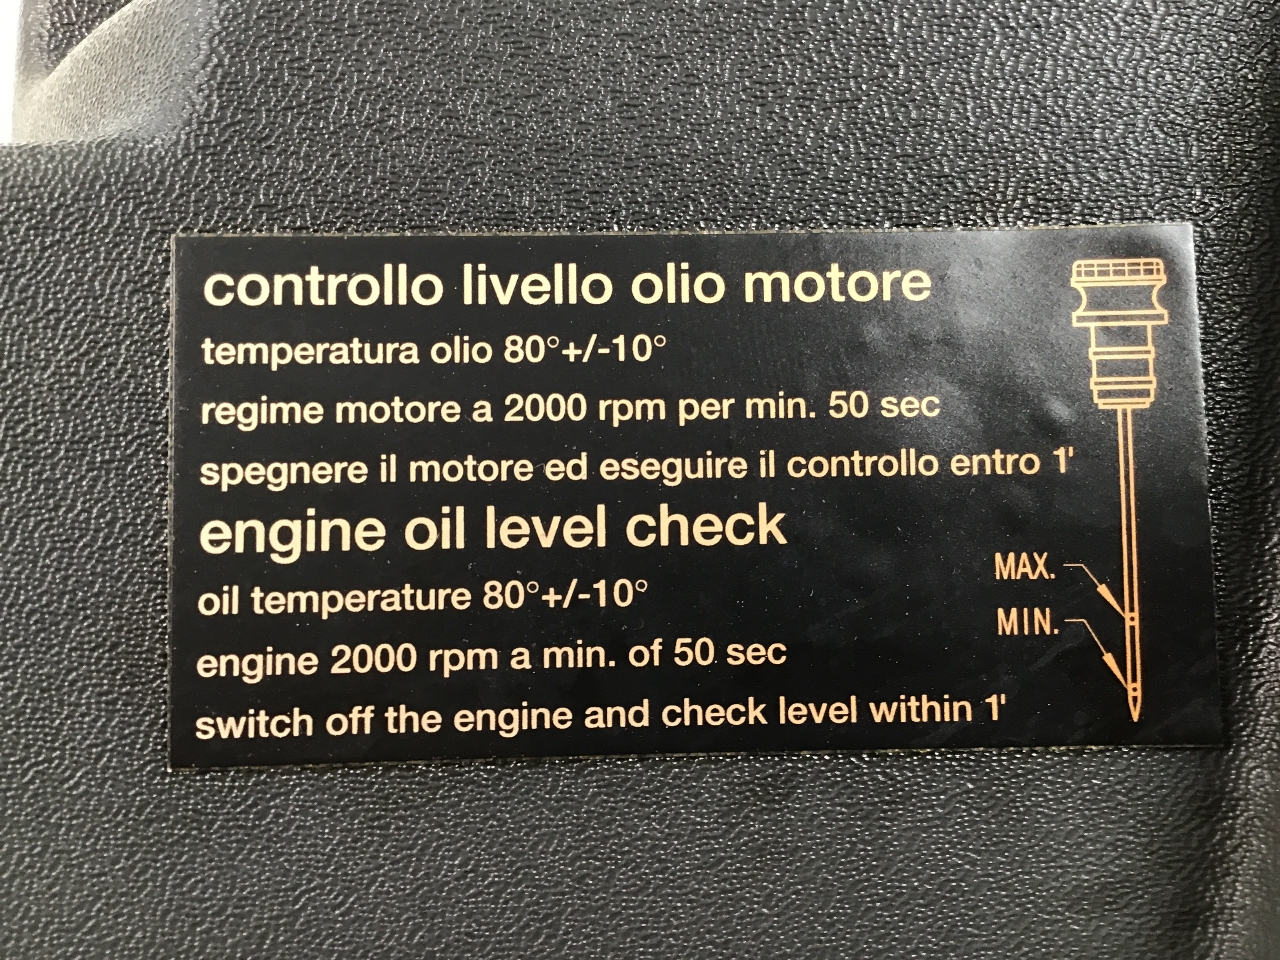 controllo livello olio motore
temperatura olio 80°+/-10°
regime motore a 2000 rpm per min. 50 sec
spegnere il motore ed eseguire il controllo entro 1'
engine oil level check
oil temperature 80°+/-10°
engine 2000 rpm a min. of 50 sec
switch off the engine and check level within 1'
MAX.
MIN.